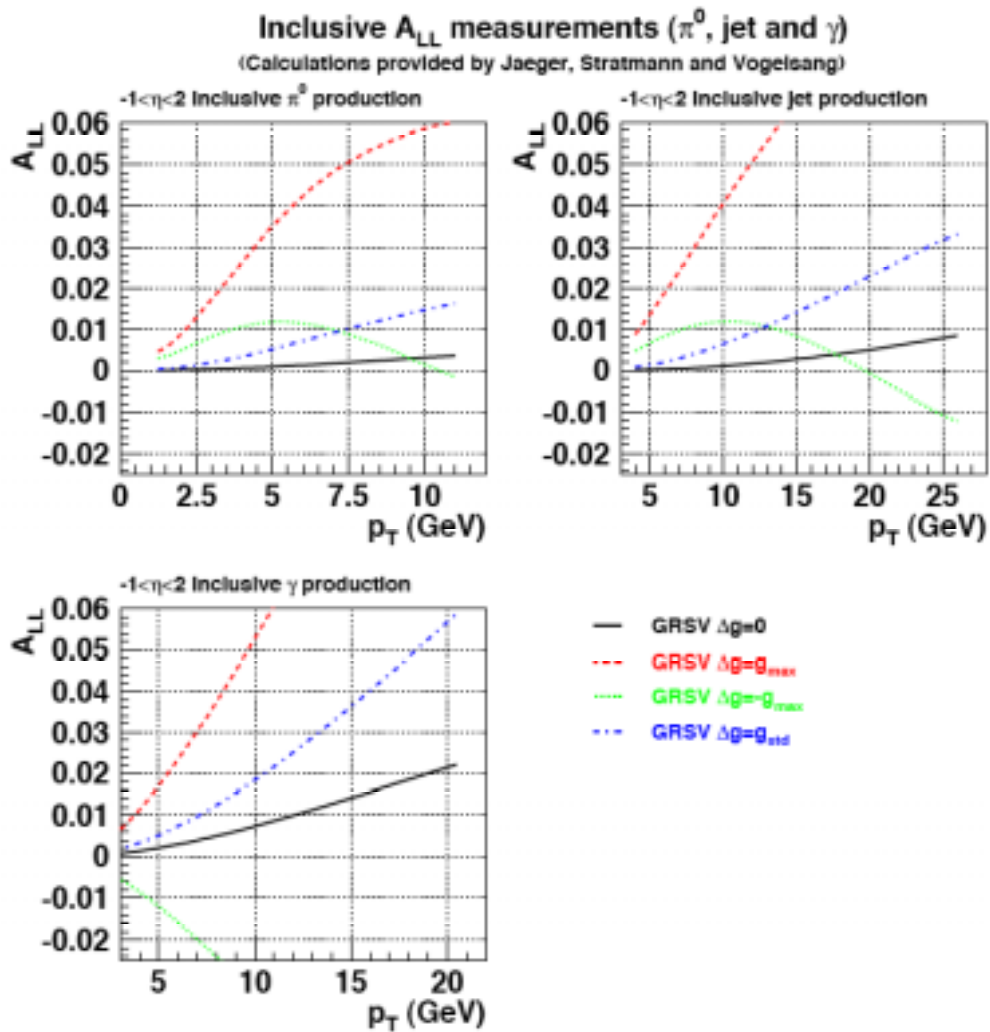 Inclusive A_LL measurements (π⁰, jet and γ)
(Calculations provided by Jaeger, Stratmann and Vogelsang)
-1<η<2 Inclusive π⁰ production
A_LL
0.06
0.05
0.04
0.03
0.02
0.01
0
-0.01
-0.02
0 2.5 5 7.5 10
p_T (GeV)
-1<η<2 Inclusive jet production
A_LL
0.06
0.05
0.04
0.03
0.02
0.01
0
-0.01
-0.02
5 10 15 20 25
p_T (GeV)
-1<η<2 Inclusive γ production
A_LL
0.06
0.05
0.04
0.03
0.02
0.01
0
-0.01
-0.02
5 10 15 20
p_T (GeV)
GRSV Δg=0
GRSV Δg=g_max
GRSV Δg=-g_max
GRSV Δg=g_std